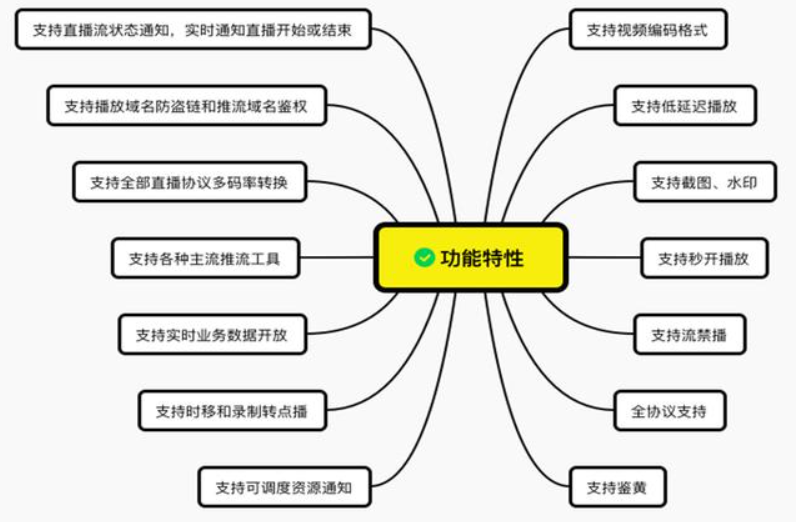 支持直播流状态通知，实时通知直播开始或结束
支持播放域名防盗链和推流域名鉴权
支持全部直播协议多码率转换
支持各种主流推流工具
支持实时业务数据开放
支持时移和录制转点播
支持可调度资源通知
功能特性
支持视频编码格式
支持低延迟播放
支持截图、水印
支持秒开播放
支持流禁播
全协议支持
支持鉴黄